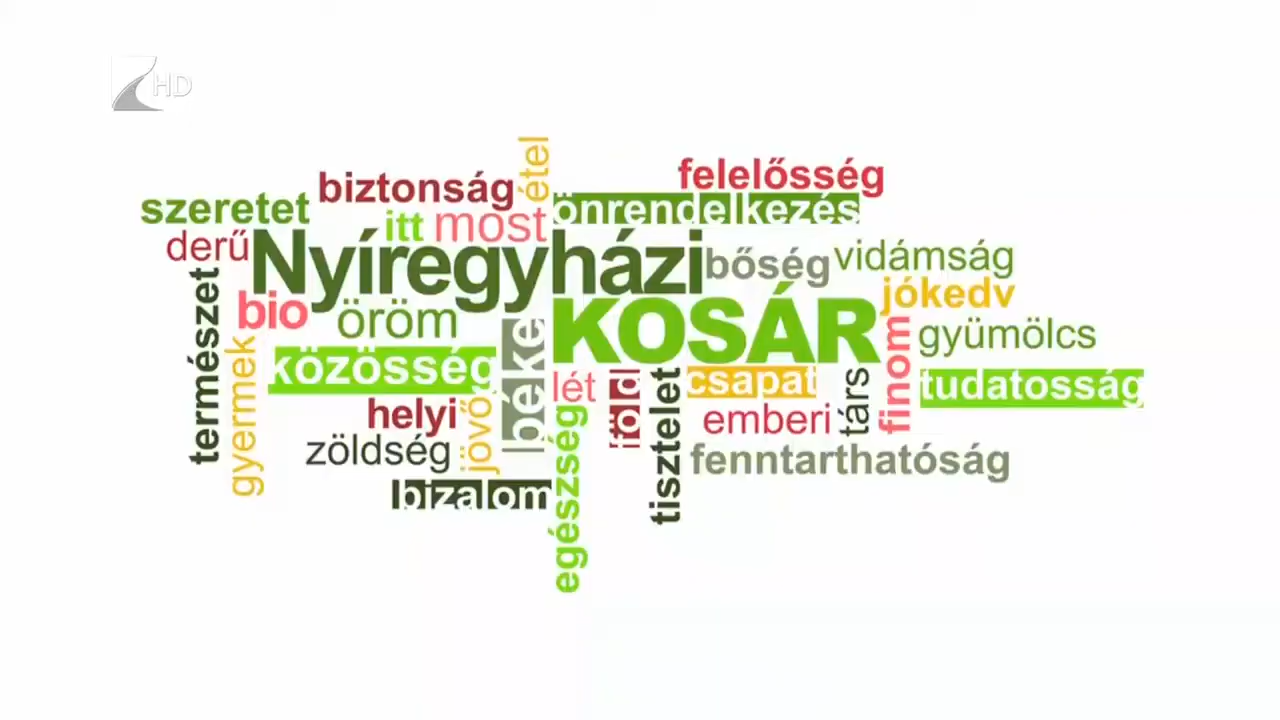 HD
étel
felelősség
biztonság
szeretet
önrendelkezés
itt
most
derű
Nyíregyházi
bőség
vidámság
természet
bio
öröm
KOSÁR
jókedv
gyümölcs
gyermek
közösség
béke
lét
föld
tisztelet
csapat
társ
finom
tudatosság
helyi
jövő
emberi
zöldség
fenntarthatóság
bizalom
egészség